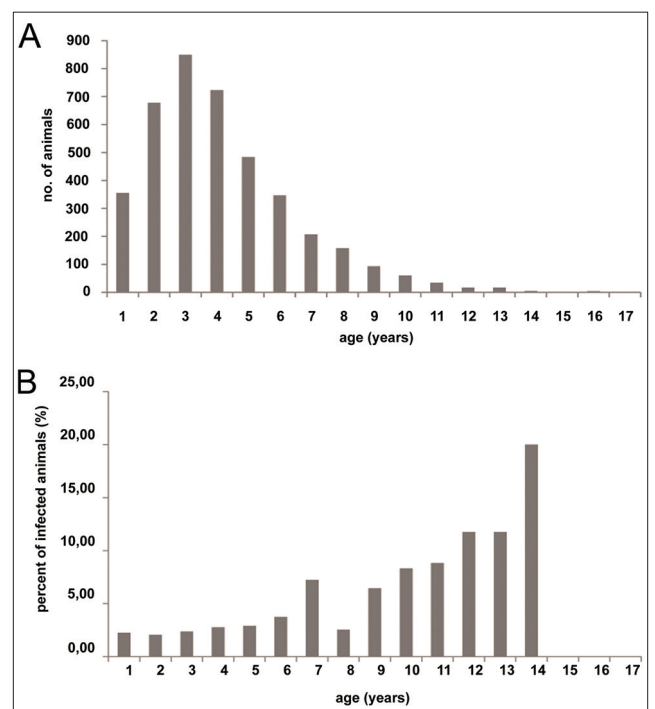 A
no. of animals
900
800
700
600
500
400
300
200
100
0
1 2 3 4 5 6 7 8 9 10 11 12 13 14 15 16 17
age (years)
B
percent of infected animals (%)
25,00
20,00
15,00
10,00
5,00
0,00
1 2 3 4 5 6 7 8 9 10 11 12 13 14 15 16 17
age (years)